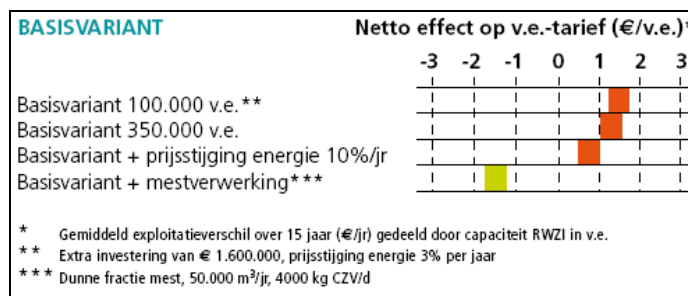 BASISVARIANT Netto effect op v.e.-tarief (€/v.e.)*
-3 -2 -1 0 1 2 3
Basisvariant 100.000 v.e.**
Basisvariant 350.000 v.e.
Basisvariant + prijsstijging energie 10%/jr
Basisvariant + mestverwerking***
* Gemiddeld exploitatieverschil over 15 jaar (€/jr) gedeeld door capaciteit RWZI in v.e.
** Extra investering van € 1.600.000, prijsstijging energie 3% per jaar
*** Dunne fractie mest, 50.000 m³/jr, 4000 kg CZV/d